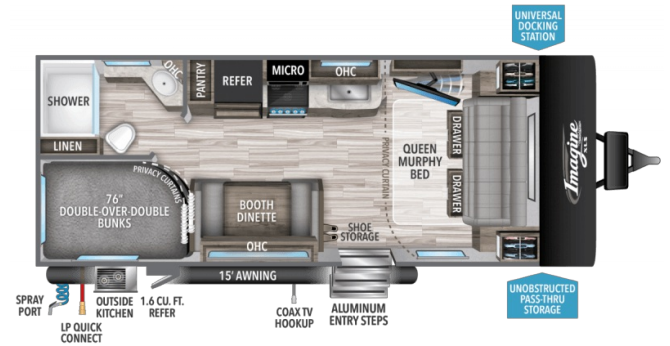 UNIVERSAL
DOCKING
STATION
SHOWER
OHC
PANTRY
REFER
MICRO
OHC
LINEN
PRIVACY CURTAIN
QUEEN
MURPHY
BED
DRAWER
DRAWER
Imagine
XLS
PRIVACY CURTAINS
76"
DOUBLE-OVER-DOUBLE
BUNKS
BOOTH
DINETTE
OHC
SHOE
STORAGE
15' AWNING
SPRAY
PORT
LP QUICK
CONNECT
OUTSIDE
KITCHEN
1.6 CU. FT.
REFER
COAX TV
HOOKUP
ALUMINUM
ENTRY STEPS
UNOBSTRUCTED
PASS-THRU
STORAGE